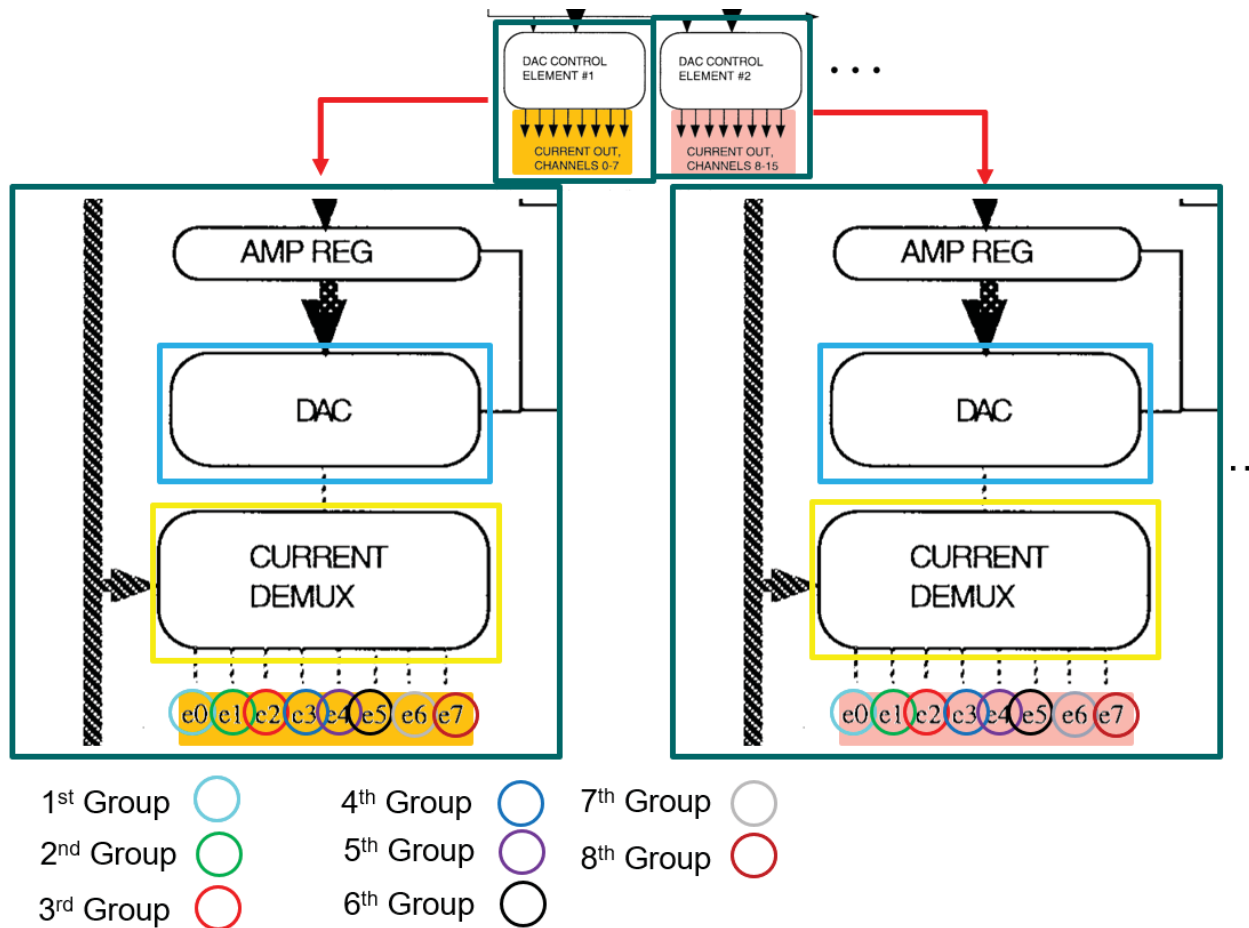 DAC CONTROL
ELEMENT #1
DAC CONTROL
ELEMENT #2
. . .
CURRENT OUT,
CHANNELS 0-7
CURRENT OUT,
CHANNELS 8-15
AMP REG
DAC
CURRENT
DEMUX
e0 e1 e2 e3 e4 e5 e6 e7
AMP REG
DAC
CURRENT
DEMUX
e0 e1 e2 e3 e4 e5 e6 e7
..
1st Group
2nd Group
3rd Group
4th Group
5th Group
6th Group
7th Group
8th Group